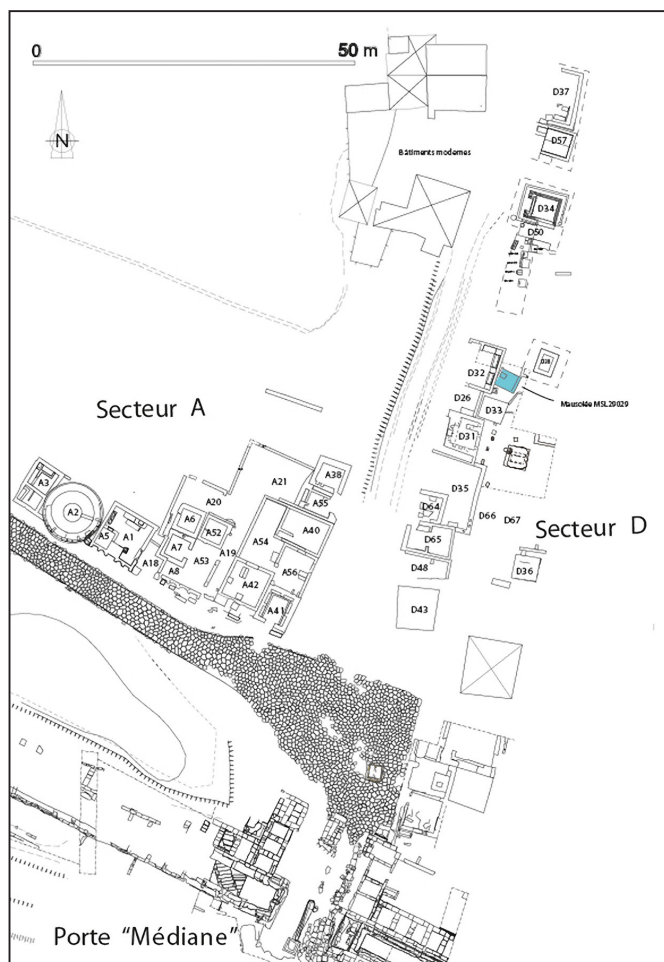 0 50 m
N
Bâtiments modernes
D37
D57
D34
D50
D32
D28
Mausolée MSL29029
D26
D33
D31
Secteur A
A38
A21
A3
A20
A55
D35
A2
A6
A52
A40
D64
D66
D67
Secteur D
A5
A1
A7
A19
A54
D65
A18
A8
A53
A56
D48
D36
A42
A41
D43
Porte "Médiane"